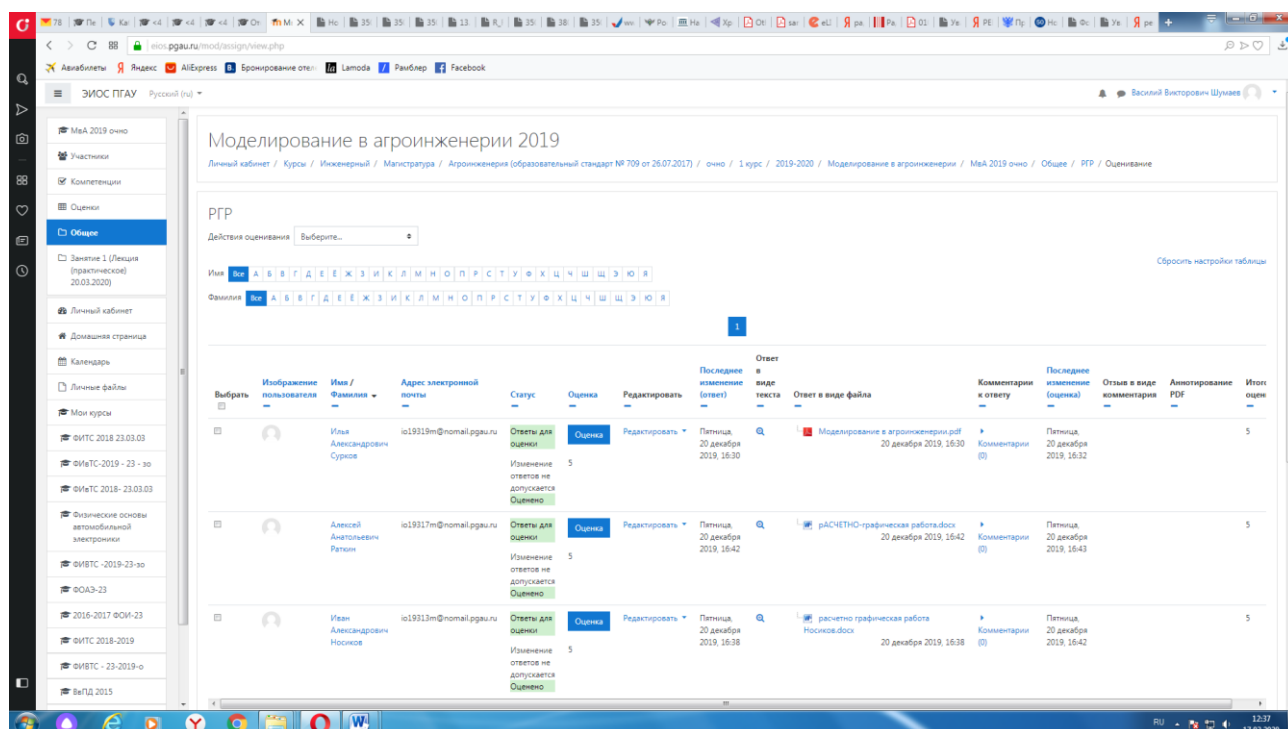 eios.pgau.ru/mod/assign/view.php
Авиабилеты Яндекс AliExpress Бронирование отел Lamoda Рамблер Facebook
ЭИОС ПГАУ Русский (ru)
Василий Викторович Шумаев
МвА 2019 очно
Участники
Компетенции
Оценки
Общее
Занятие 1 (Лекция
(практическое)
20.03.2020)
Личный кабинет
Домашняя страница
Календарь
Личные файлы
Мои курсы
ФИТС 2018 23.03.03
ФИвТС-2019 - 23 - зо
ФИвТС 2018- 23.03.03
Физические основы
автомобильной
электроники
ФИВТС -2019-23-зо
ФОАЭ-23
2016-2017 ФОИ-23
ФИТС 2018-2019
ФИВТС - 23-2019-о
ВеПД 2015
Моделирование в агроинженерии 2019
Личный кабинет / Курсы / Инженерный / Магистратура / Агроинженерия (образовательный стандарт № 709 от 26.07.2017) / очно / 1 курс / 2019-2020 / Моделирование в агроинженерии / МвА 2019 очно / Общее / РГР / Оценивание
РГР
Действия оценивания Выберите...
Сбросить настройки таблицы
Имя Все А Б В Г Д Е Ё Ж З И К Л М Н О П Р С Т У Ф Х Ц Ч Ш Щ Э Ю Я
Фамилия Все А Б В Г Д Е Ё Ж З И К Л М Н О П Р С Т У Ф Х Ц Ч Ш Щ Э Ю Я
1
Выбрать
Изображение
пользователя
Имя /
Фамилия
Адрес электронной
почты
Статус
Оценка
Редактировать
Последнее
изменение
(ответ)
Ответ
в
виде
текста
Ответ в виде файла
Комментарии
к ответу
Последнее
изменение
(оценка)
Отзыв в виде
комментария
Аннотирование
PDF
Илья
Александрович
Сурков
io19319m@nomail.pgau.ru
Ответы для
оценки
Изменение
ответов не
допускается
Оценено
Оценка
5
Редактировать
Пятница,
20 декабря
2019, 16:30
Моделирование в агроинженерии.pdf
20 декабря 2019, 16:30
Комментарии
(0)
Пятница,
20 декабря
2019, 16:32
5
Алексей
Анатольевич
Раткин
io19317m@nomail.pgau.ru
Ответы для
оценки
Изменение
ответов не
допускается
Оценено
Оценка
5
Редактировать
Пятница,
20 декабря
2019, 16:42
рАСЧЕТНО-графическая работа.docx
20 декабря 2019, 16:42
Комментарии
(0)
Пятница,
20 декабря
2019, 16:43
5
Иван
Александрович
Носиков
io19313m@nomail.pgau.ru
Ответы для
оценки
Изменение
ответов не
допускается
Оценено
Оценка
5
Редактировать
Пятница,
20 декабря
2019, 16:38
расчетно графическая работа
Носиков.docx
20 декабря 2019, 16:38
Комментарии
(0)
Пятница,
20 декабря
2019, 16:42
5
RU
12:37